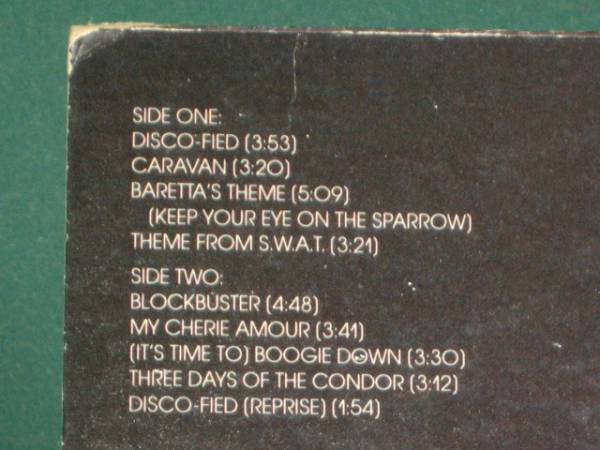 SIDE ONE:
DISCO-FIED (3:53)
CARAVAN (3:20)
BARETTA'S THEME (5:09)
(KEEP YOUR EYE ON THE SPARROW)
THEME FROM S.W.A.T. (3:21)
SIDE TWO:
BLOCKBUSTER (4:48)
MY CHERIE AMOUR (3:41)
(IT'S TIME TO) BOOGIE DOWN (3:30)
THREE DAYS OF THE CONDOR (3:12)
DISCO-FIED (REPRISE) (1:54)